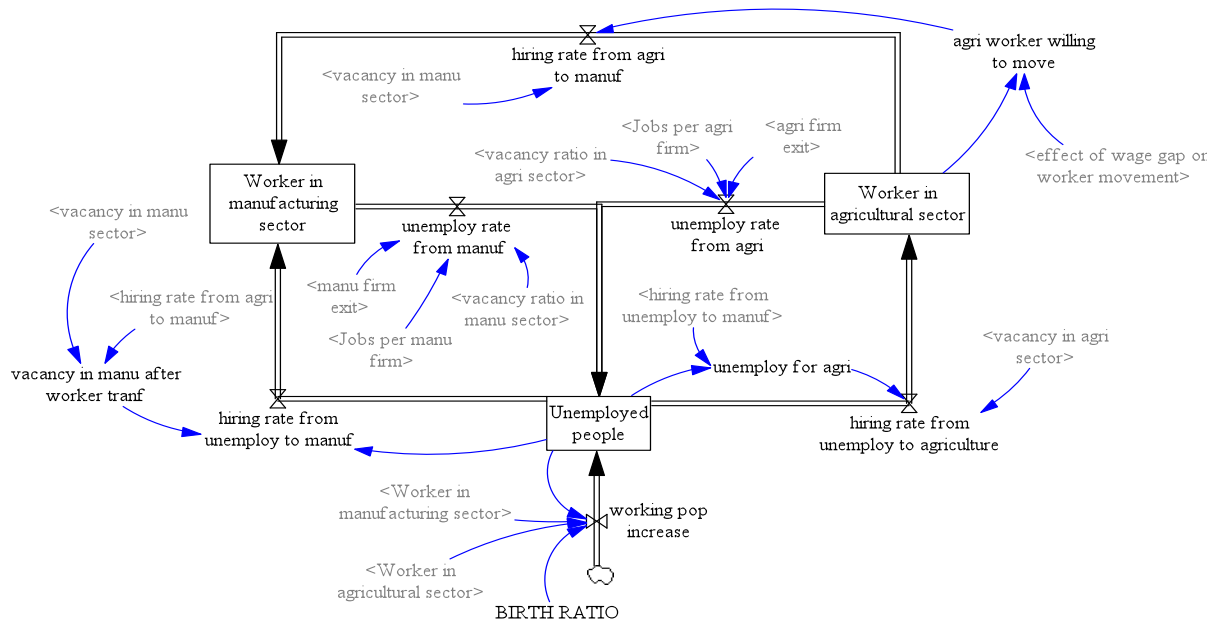 agri worker willing
to move
hiring rate from agri
to manuf
<vacancy in manu
sector>
<Jobs per agri
firm>
<agri firm
exit>
<vacancy ratio in
agri sector>
<effect of wage gap on
worker movement>
Worker in
manufacturing
sector
Worker in
agricultural sector
<vacancy in manu
sector>
unemploy rate
from manuf
unemploy rate
from agri
<manu firm
exit>
<vacancy ratio in
manu sector>
<hiring rate from agri
to manuf>
<hiring rate from
unemploy to manuf>
<Jobs per manu
firm>
<vacancy in agri
sector>
vacancy in manu after
worker tranf
unemploy for agri
hiring rate from
unemploy to manuf
Unemployed
people
hiring rate from
unemploy to agriculture
<Worker in
manufacturing sector>
working pop
increase
<Worker in
agricultural sector>
BIRTH RATIO